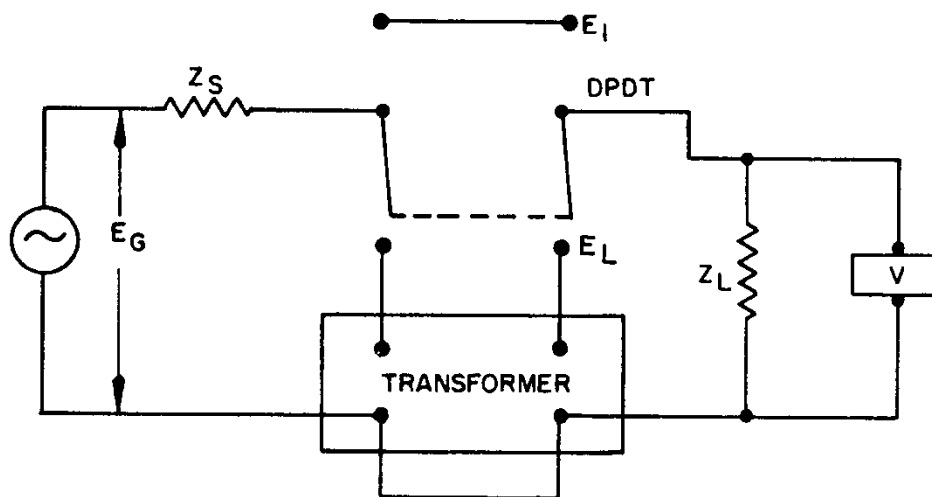 E1
ZS
DPDT
EG
EL
ZL
V
TRANSFORMER